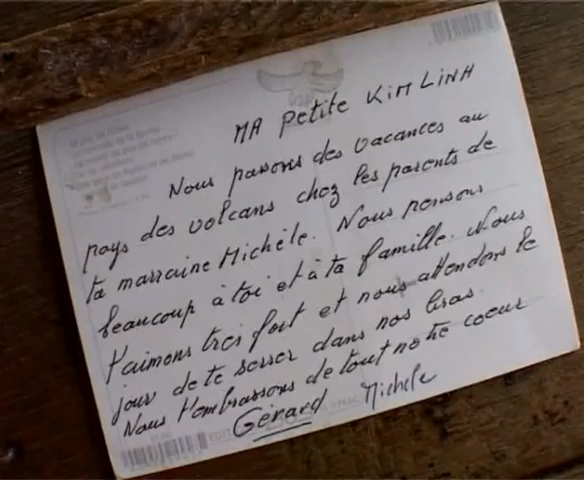 MA Petite KIM LINH
Nous passons des vacances au
pays des volcans chez les parents de
ta marraine Michèle. Nous pensons
beaucoup à toi et à ta famille. Nous
t'aimons très fort et nous attendons le
jour de te serrer dans nos bras.
Nous t'embrassons de tout notre coeur
Gérard Michèle